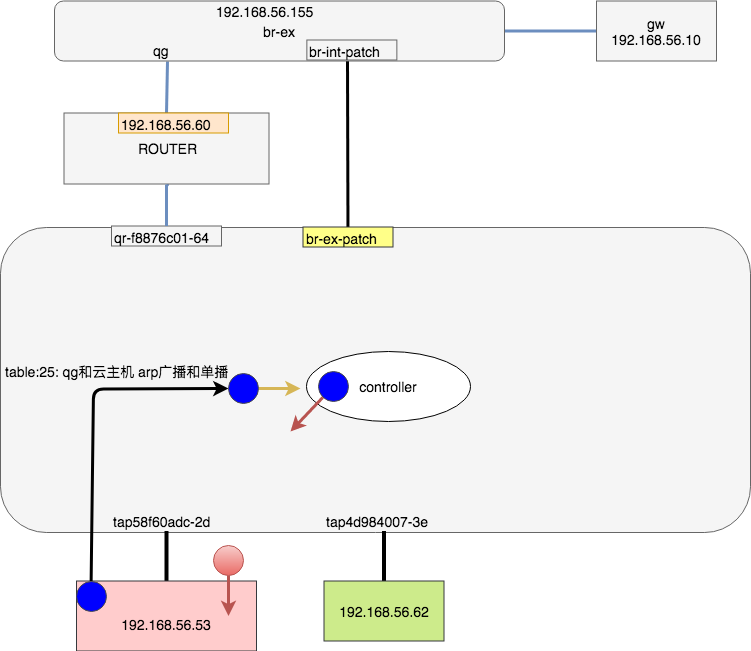 192.168.56.155
br-ex
qg
br-int-patch
gw
192.168.56.10
192.168.56.60
ROUTER
qr-f8876c01-64
br-ex-patch
table:25: qg和云主机 arp广播和单播
controller
tap58f60adc-2d
tap4d984007-3e
192.168.56.53
192.168.56.62